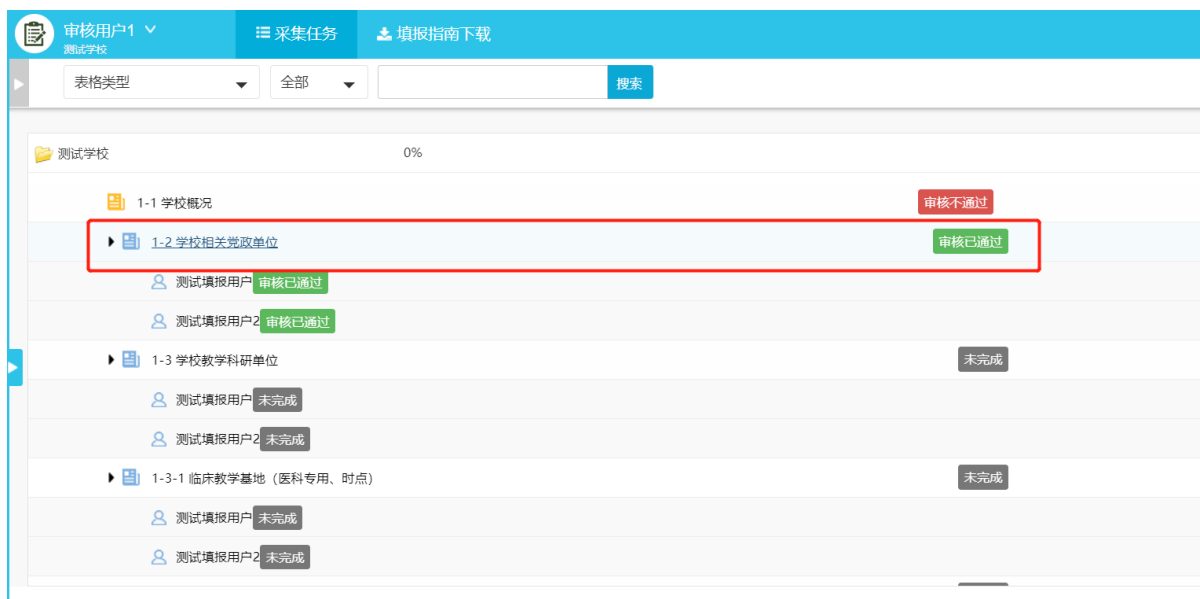 审核用户1
测试学校
采集任务
填报指南下载
表格类型
全部
搜索
测试学校 0%
1-1 学校概况 审核不通过
1-2 学校相关党政单位 审核已通过
测试填报用户 审核已通过
测试填报用户2 审核已通过
1-3 学校教学科研单位 未完成
测试填报用户 未完成
测试填报用户2 未完成
1-3-1 临床教学基地（医科专用、时点） 未完成
测试填报用户 未完成
测试填报用户2 未完成